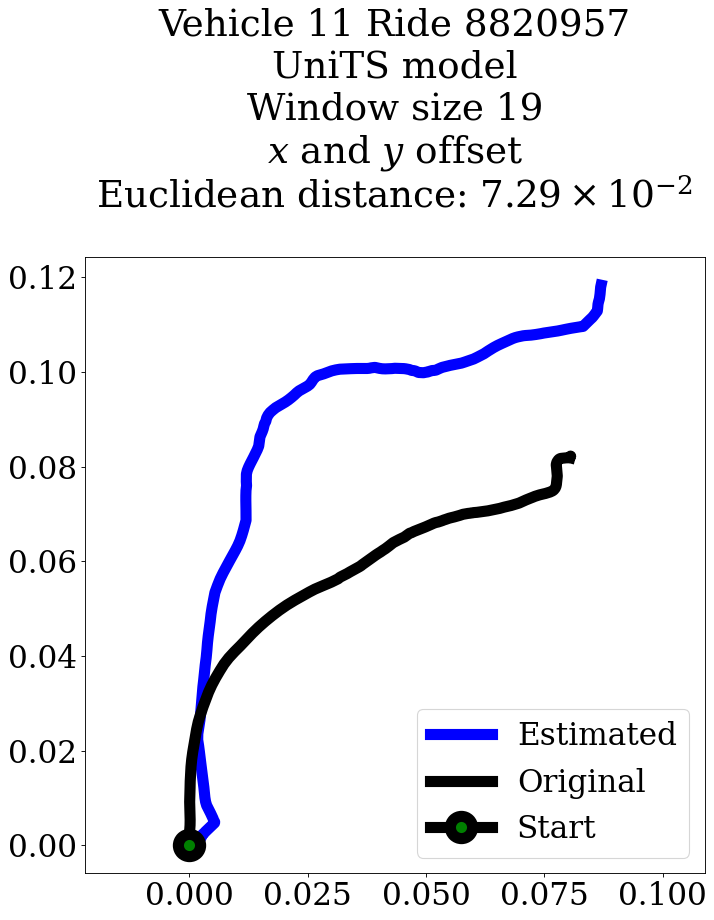 Vehicle 11 Ride 8820957
UniTS model
Window size 19
x and y offset
Euclidean distance: 7.29 × 10⁻²
0.12
0.10
0.08
0.06
0.04
0.02
0.00
Estimated
Original
Start
0.000 0.025 0.050 0.075 0.100